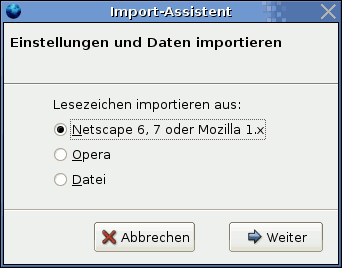 Import-Assistent
Einstellungen und Daten importieren
Lesezeichen importieren aus:
Netscape 6, 7 oder Mozilla 1.x
Opera
Datei
Abbrechen
Weiter